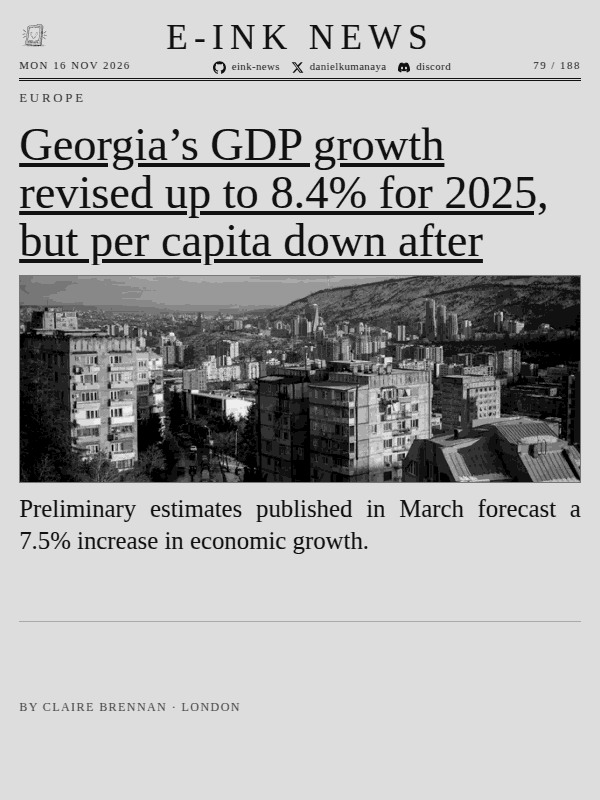 E-INK NEWS
MON 16 NOV 2026
eink-news danielkumanaya discord
79 / 188
EUROPE
Georgia’s GDP growth
revised up to 8.4% for 2025,
but per capita down after
Preliminary estimates published in March forecast a
7.5% increase in economic growth.
BY CLAIRE BRENNAN · LONDON